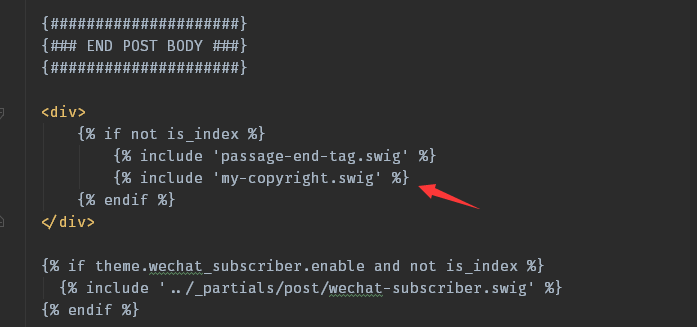 {#####################}
{### END POST BODY ###}
{#####################}
<div>
{% if not is_index %}
{% include 'passage-end-tag.swig' %}
{% include 'my-copyright.swig' %}
{% endif %}
</div>
{% if theme.wechat_subscriber.enable and not is_index %}
{% include '../_partials/post/wechat-subscriber.swig' %}
{% endif %}